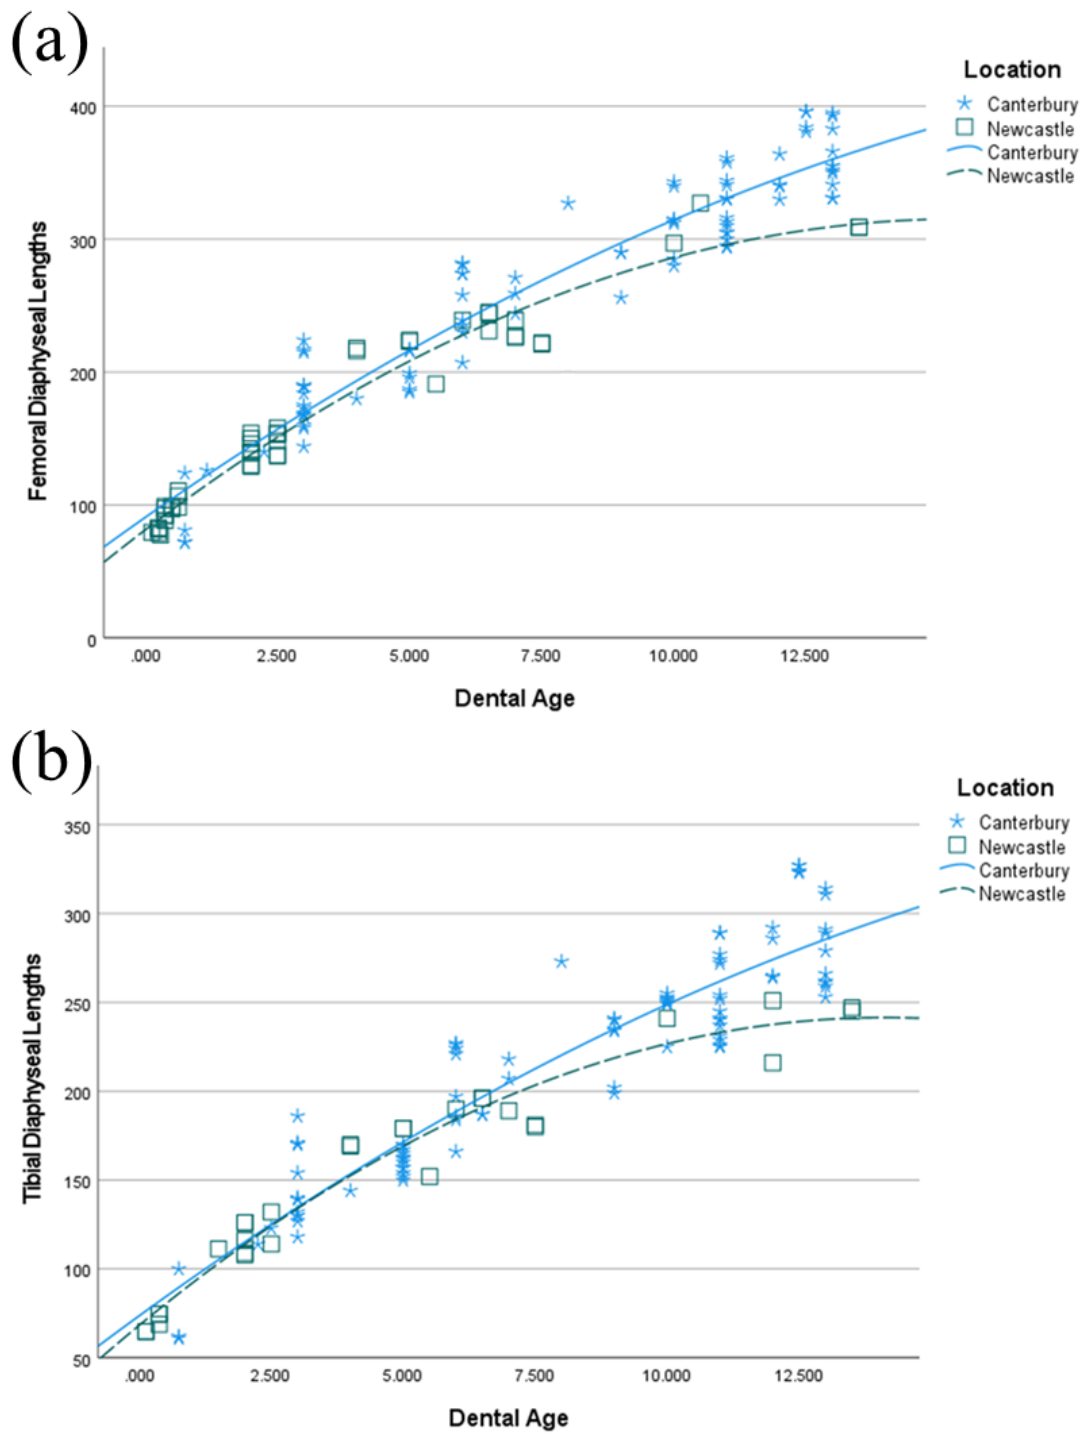 (a)
Location
Canterbury
Newcastle
Canterbury
Newcastle
Femoral Diaphyseal Lengths
400
300
200
100
0
.000 2.500 5.000 7.500 10.000 12.500
Dental Age
(b)
Location
Canterbury
Newcastle
Canterbury
Newcastle
Tibial Diaphyseal Lengths
350
300
250
200
150
100
50
.000 2.500 5.000 7.500 10.000 12.500
Dental Age